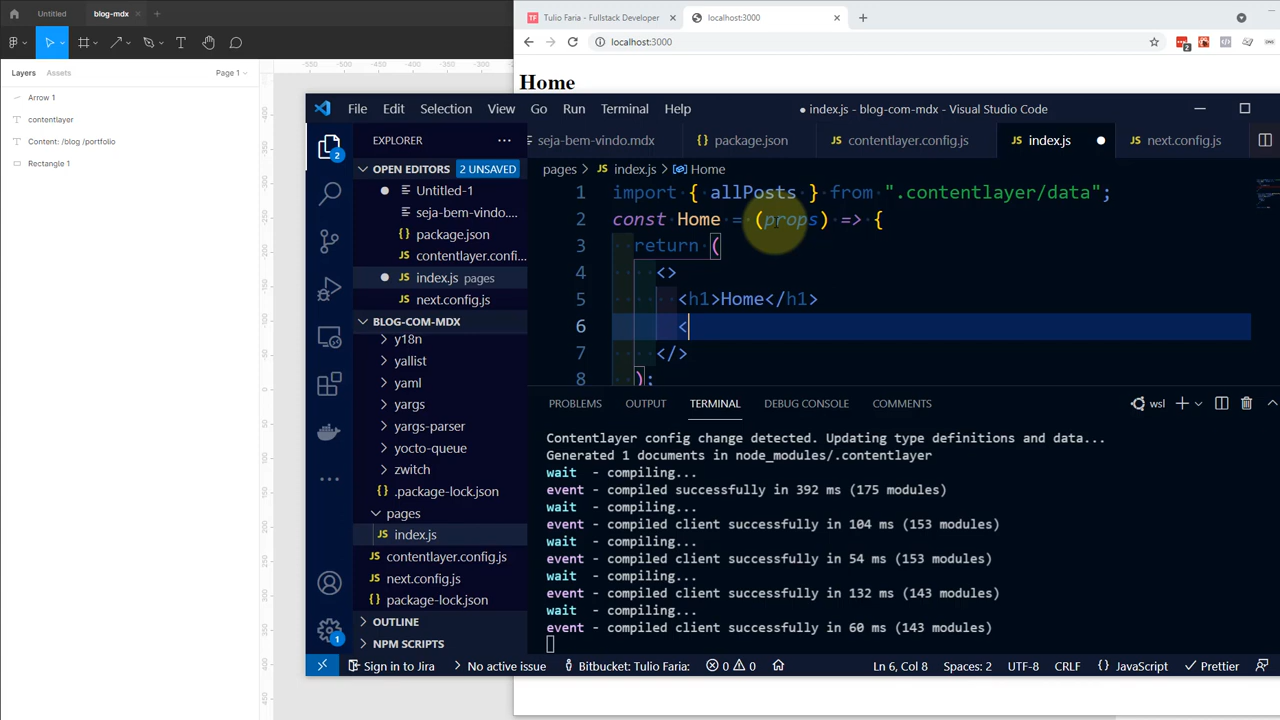 Untitled
blog-mdx
Layers
Assets
Page 1
Arrow 1
contentlayer
Content: /blog /portfolio
Rectangle 1
-550
-500
-450
-400
-350
-300
Tulio Faria - Fullstack Developer
localhost:3000
localhost:3000
Home
File Edit Selection View Go Run Terminal Help
● index.js - blog-com-mdx - Visual Studio Code
EXPLORER
OPEN EDITORS
2 UNSAVED
Untitled-1
seja-bem-vindo....
package.json
contentlayer.confi...
index.js pages
next.config.js
BLOG-COM-MDX
y18n
yallist
yaml
yargs
yargs-parser
yocto-queue
zwitch
.package-lock.json
pages
index.js
contentlayer.config.js
next.config.js
package-lock.json
OUTLINE
NPM SCRIPTS
seja-bem-vindo.mdx
package.json
contentlayer.config.js
index.js
next.config.js
pages > index.js > Home
1 import { allPosts } from ".contentlayer/data";
2 const Home = (props) => {
3 return (
4 <>
5 <h1>Home</h1>
6 <
7 </>
8 );
PROBLEMS OUTPUT TERMINAL DEBUG CONSOLE COMMENTS
wsl
Contentlayer config change detected. Updating type definitions and data...
Generated 1 documents in node_modules/.contentlayer
wait - compiling...
event - compiled successfully in 392 ms (175 modules)
wait - compiling...
event - compiled client successfully in 104 ms (153 modules)
wait - compiling...
event - compiled client successfully in 54 ms (153 modules)
wait - compiling...
event - compiled client successfully in 132 ms (143 modules)
wait - compiling...
event - compiled client successfully in 60 ms (143 modules)
Sign in to Jira
No active issue
Bitbucket: Tulio Faria:
0 0
Ln 6, Col 8
Spaces: 2
UTF-8
CRLF
JavaScript
Prettier